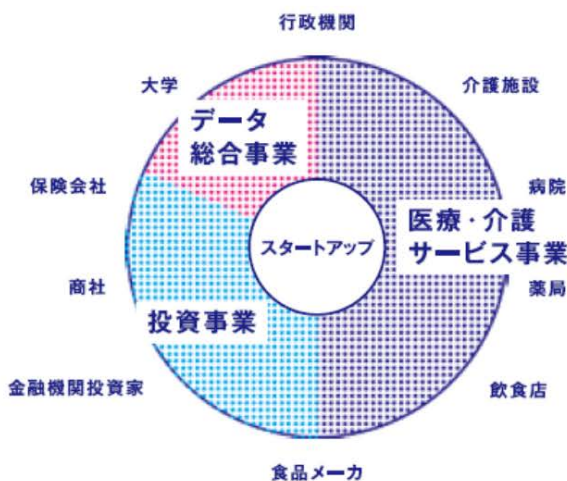 行政機関
大学
介護施設
データ
総合事業
保険会社
病院
医療・介護
サービス事業
スタートアップ
商社
薬局
投資事業
金融機関投資家
飲食店
食品メーカ